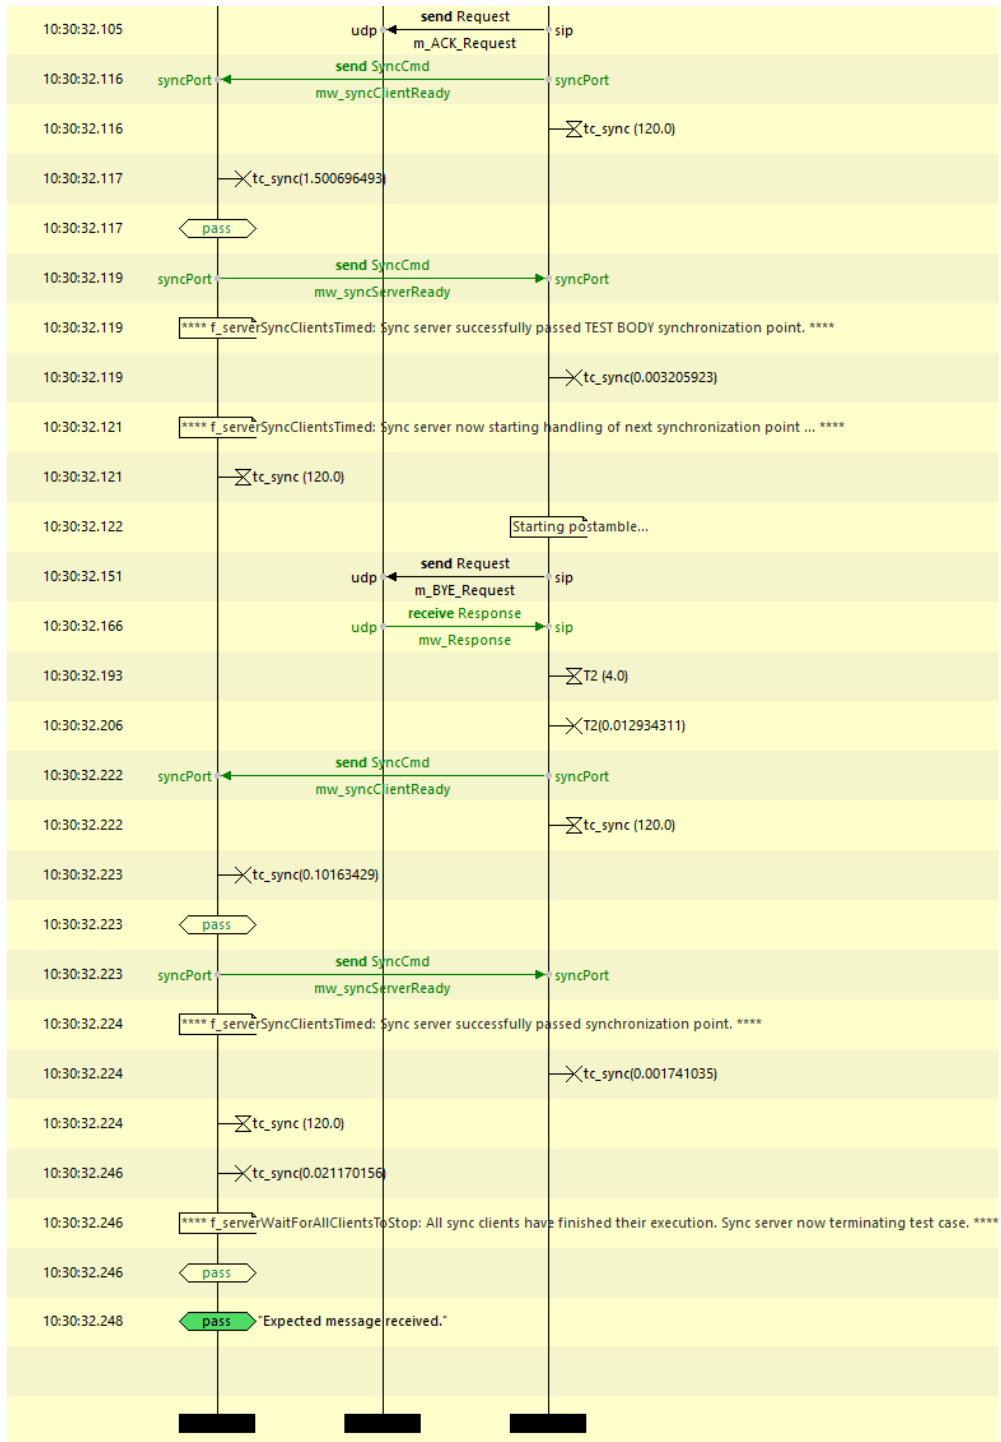 send Request
10:30:32.105 udp sip
m_ACK_Request
send SyncCmd
10:30:32.116 syncPort syncPort
mw_syncClientReady
10:30:32.116 tc_sync (120.0)
10:30:32.117 tc_sync(1.500696493)
10:30:32.117 pass
send SyncCmd
10:30:32.119 syncPort syncPort
mw_syncServerReady
10:30:32.119 **** f_serverSyncClientsTimed: Sync server successfully passed TEST BODY synchronization point. ****
10:30:32.119 tc_sync(0.003205923)
10:30:32.121 **** f_serverSyncClientsTimed: Sync server now starting handling of next synchronization point ... ****
10:30:32.121 tc_sync (120.0)
10:30:32.122 Starting postamble...
send Request
10:30:32.151 udp sip
m_BYE_Request
receive Response
10:30:32.166 udp sip
mw_Response
10:30:32.193 T2 (4.0)
10:30:32.206 T2(0.012934311)
send SyncCmd
10:30:32.222 syncPort syncPort
mw_syncClientReady
10:30:32.222 tc_sync (120.0)
10:30:32.223 tc_sync(0.10163429)
10:30:32.223 pass
send SyncCmd
10:30:32.223 syncPort syncPort
mw_syncServerReady
10:30:32.224 **** f_serverSyncClientsTimed: Sync server successfully passed synchronization point. ****
10:30:32.224 tc_sync(0.001741035)
10:30:32.224 tc_sync (120.0)
10:30:32.246 tc_sync(0.021170156)
10:30:32.246 **** f_serverWaitForAllClientsToStop: All sync clients have finished their execution. Sync server now terminating test case. ****
10:30:32.246 pass
10:30:32.248 pass "Expected message received."